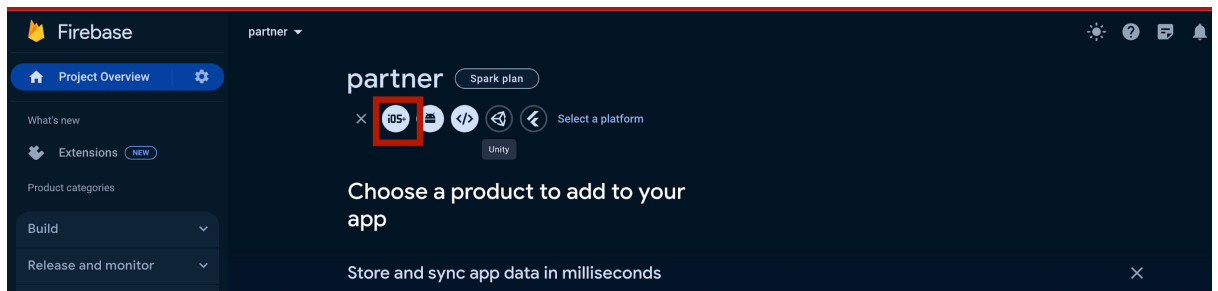 Firebase
partner
Project Overview
partner
Spark plan
What's new
iOS+
</>
Select a platform
Extensions NEW
Unity
Product categories
Choose a product to add to your
app
Build
Release and monitor
Store and sync app data in milliseconds